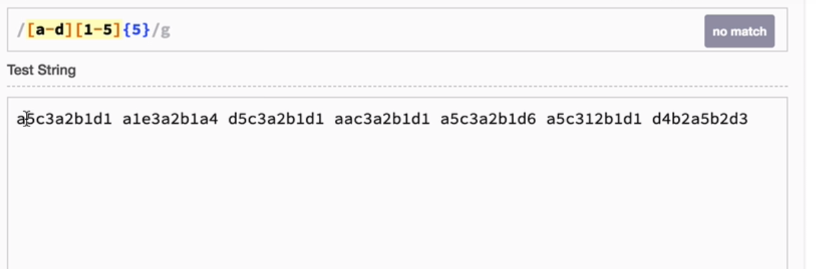 /[a-d][1-5]{5}/g
no match
Test String
a5c3a2b1d1 a1e3a2b1a4 d5c3a2b1d1 aac3a2b1d1 a5c3a2b1d6 a5c312b1d1 d4b2a5b2d3